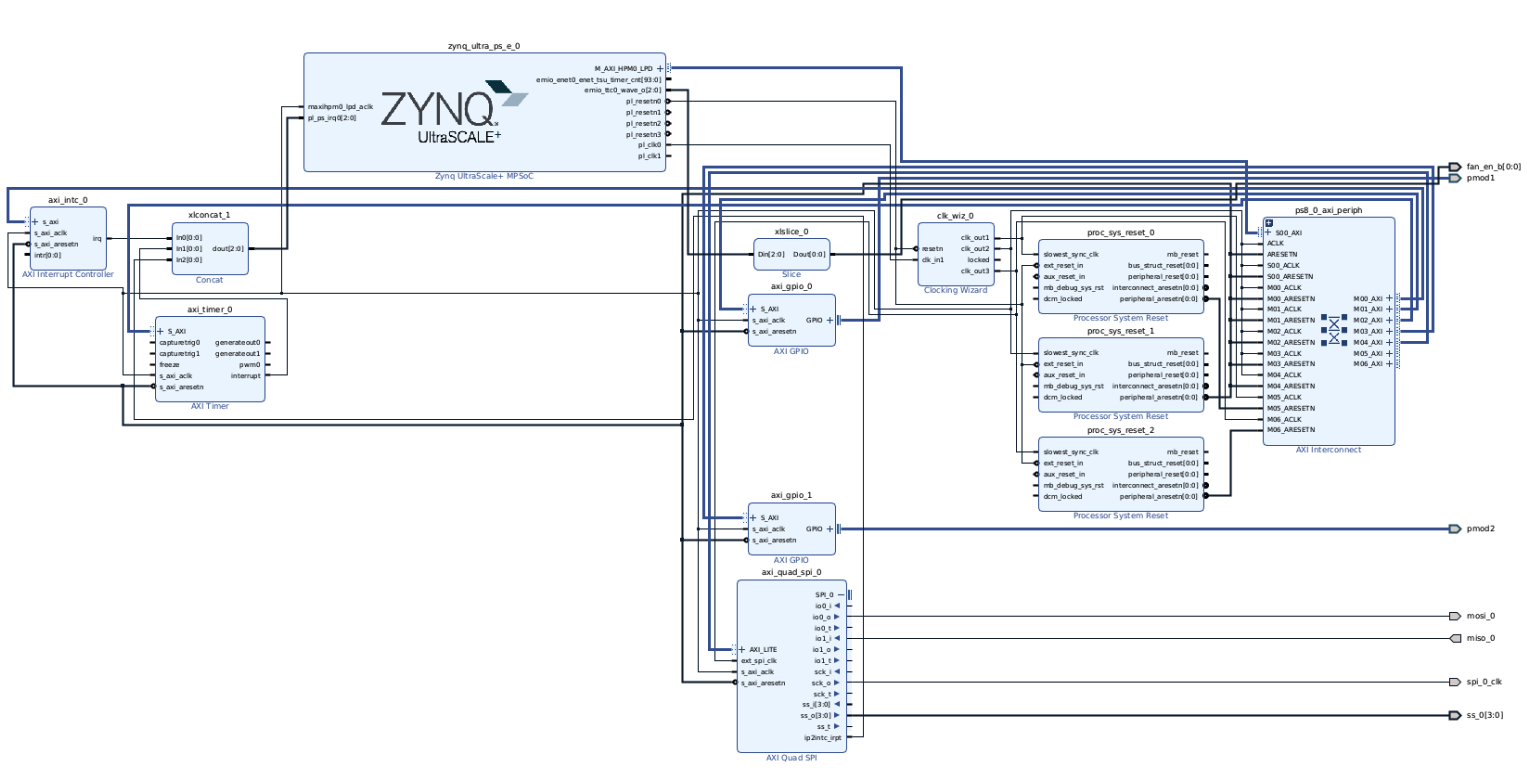 zynq_ultra_ps_e_0
M_AXI_HPM0_LPD
emio_enet0_enet_tsu_timer_cnt[93:0]
emio_ttc0_wave_o[2:0]
maxihpm0_lpd_aclk
pl_resetn0
pl_ps_irq0[2:0]
pl_resetn1
pl_resetn2
pl_resetn3
pl_clk0
pl_clk1
ZYNQ
UltraSCALE+
Zynq UltraScale+ MPSoC
fan_en_b[0:0]
pmod1
axi_intc_0
s_axi
s_axi_aclk
s_axi_aresetn
intr[0:0]
irq
AXI Interrupt Controller
xlconcat_1
In0[0:0]
In1[0:0]
In2[0:0]
dout[2:0]
Concat
axi_timer_0
S_AXI
capturetrig0
capturetrig1
freeze
s_axi_aclk
s_axi_aresetn
generateout0
generateout1
pwm0
interrupt
AXI Timer
xlslice_0
Din[2:0]
Dout[0:0]
Slice
axi_gpio_0
S_AXI
s_axi_aclk
s_axi_aresetn
GPIO
AXI GPIO
clk_wiz_0
resetn
clk_in1
clk_out1
clk_out2
locked
clk_out3
Clocking Wizard
proc_sys_reset_0
slowest_sync_clk
ext_reset_in
aux_reset_in
mb_debug_sys_rst
dcm_locked
mb_reset
bus_struct_reset[0:0]
peripheral_reset[0:0]
interconnect_aresetn[0:0]
peripheral_aresetn[0:0]
Processor System Reset
proc_sys_reset_1
slowest_sync_clk
ext_reset_in
aux_reset_in
mb_debug_sys_rst
dcm_locked
mb_reset
bus_struct_reset[0:0]
peripheral_reset[0:0]
interconnect_aresetn[0:0]
peripheral_aresetn[0:0]
Processor System Reset
proc_sys_reset_2
slowest_sync_clk
ext_reset_in
aux_reset_in
mb_debug_sys_rst
dcm_locked
mb_reset
bus_struct_reset[0:0]
peripheral_reset[0:0]
interconnect_aresetn[0:0]
peripheral_aresetn[0:0]
Processor System Reset
ps8_0_axi_periph
S00_AXI
ACLK
ARESETN
S00_ACLK
S00_ARESETN
M00_ACLK
M00_ARESETN
M01_ACLK
M01_ARESETN
M02_ACLK
M02_ARESETN
M03_ACLK
M03_ARESETN
M04_ACLK
M04_ARESETN
M05_ACLK
M05_ARESETN
M06_ACLK
M06_ARESETN
M00_AXI
M01_AXI
M02_AXI
M03_AXI
M04_AXI
M05_AXI
M06_AXI
AXI Interconnect
axi_gpio_1
S_AXI
s_axi_aclk
s_axi_aresetn
GPIO
AXI GPIO
pmod2
axi_quad_spi_0
AXI_LITE
ext_spi_clk
s_axi_aclk
s_axi_aresetn
SPI_0
io0_i
io0_o
io0_t
io1_i
io1_o
io1_t
sck_i
sck_o
sck_t
ss_i[3:0]
ss_o[3:0]
ss_t
ip2intc_irpt
AXI Quad SPI
mosi_0
miso_0
spi_0_clk
ss_0[3:0]